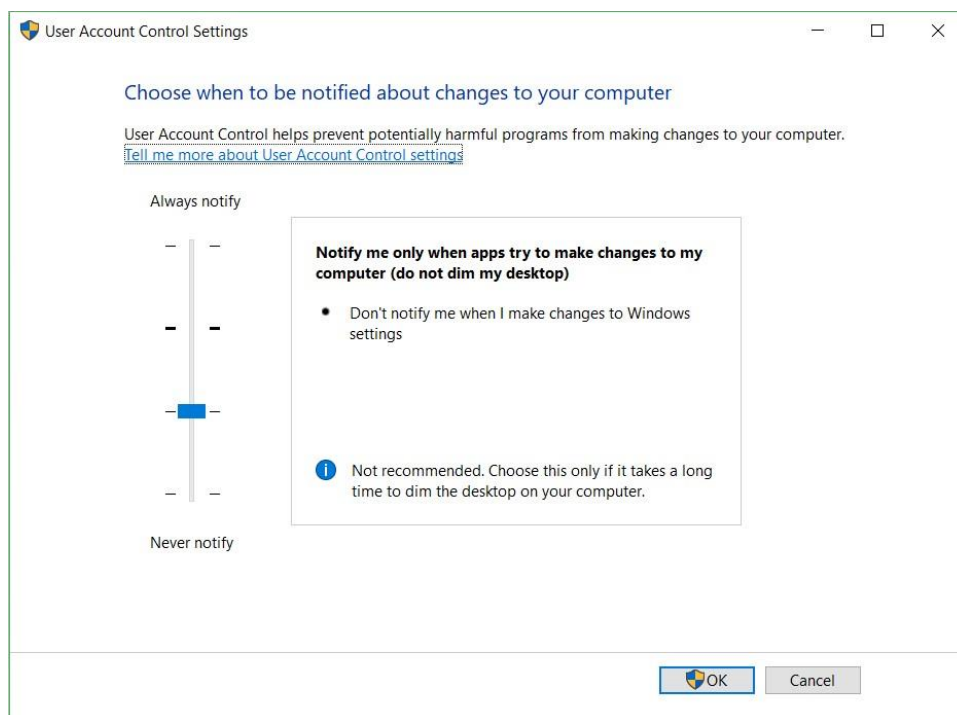 User Account Control Settings
Choose when to be notified about changes to your computer
User Account Control helps prevent potentially harmful programs from making changes to your computer.
Tell me more about User Account Control settings
Always notify
Notify me only when apps try to make changes to my
computer (do not dim my desktop)
• Don't notify me when I make changes to Windows
settings
Not recommended. Choose this only if it takes a long
time to dim the desktop on your computer.
Never notify
OK Cancel